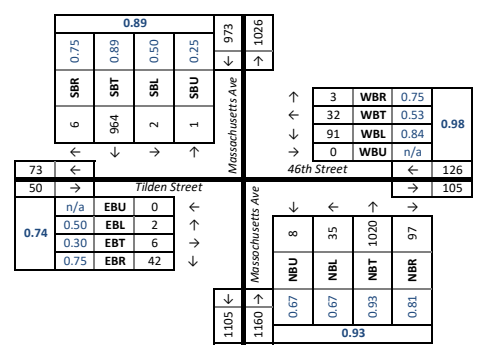 0.89
973
1026
0.75
0.89
0.50
0.25
↓
↑
SBR
SBT
SBL
SBU
6
964
2
1
←
↓
→
↑
Massachusetts Ave
↑ 3 WBR 0.75
← 32 WBT 0.53
↓ 91 WBL 0.84
→ 0 WBU n/a
0.98
46th Street
73 ←
← 126
50 →
→ 105
Tilden Street
0.74
n/a EBU 0 ←
0.50 EBL 2 ↑
0.30 EBT 6 →
0.75 EBR 42 ↓
Massachusetts Ave
↓
←
↑
→
8
35
1020
97
NBU
NBL
NBT
NBR
0.67
0.67
0.93
0.81
↓
↑
1105
1160
0.93